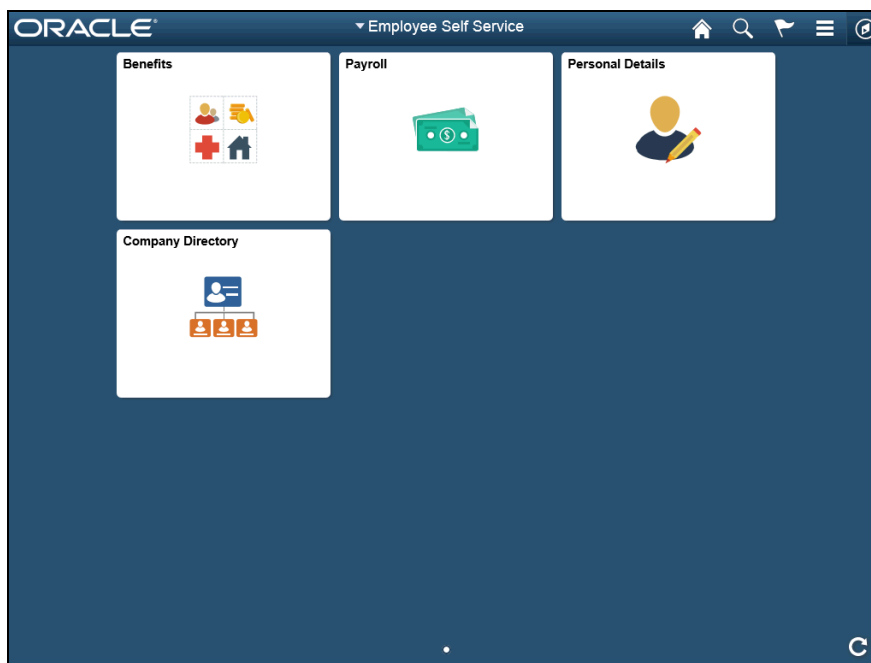 ORACLE®
Employee Self Service
Benefits
Payroll
Personal Details
$
Company Directory